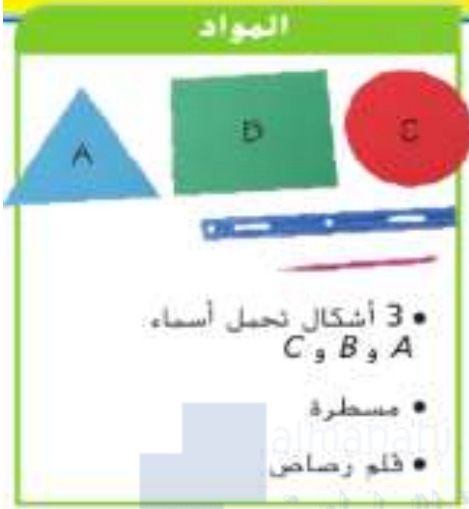 المواد
A
B
C
• 3 أشكال تحمل أسماء
A و B و C
• مسطرة
• قلم رصاص